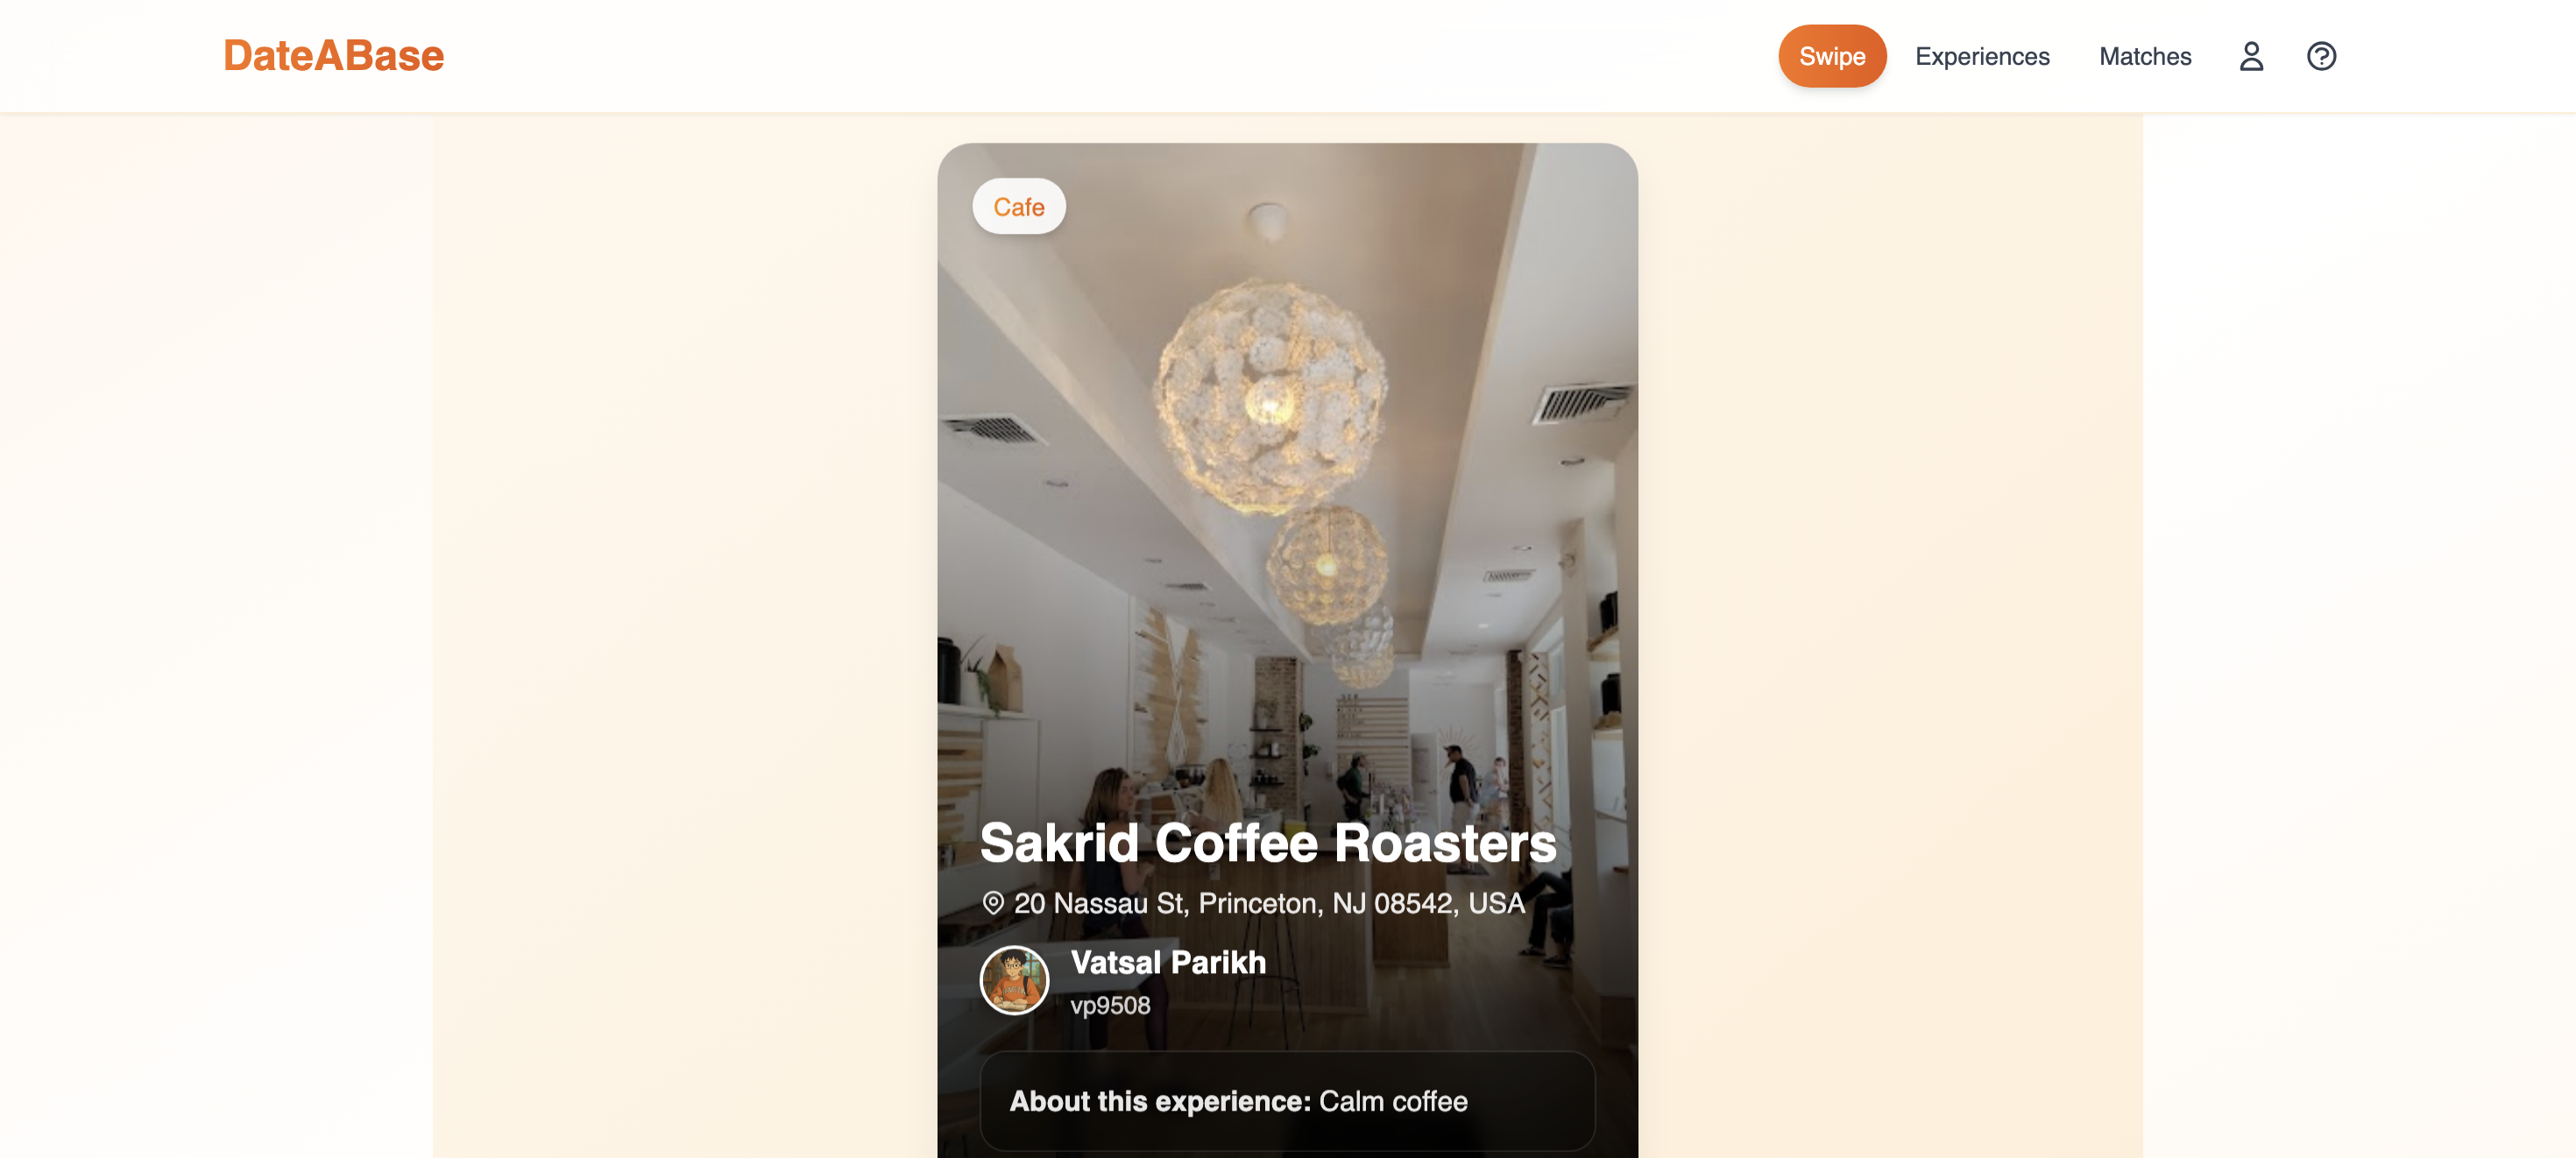 DateABase
Swipe
Experiences
Matches
Cafe
Sakrid Coffee Roasters
20 Nassau St, Princeton, NJ 08542, USA
Vatsal Parikh
vp9508
About this experience: Calm coffee